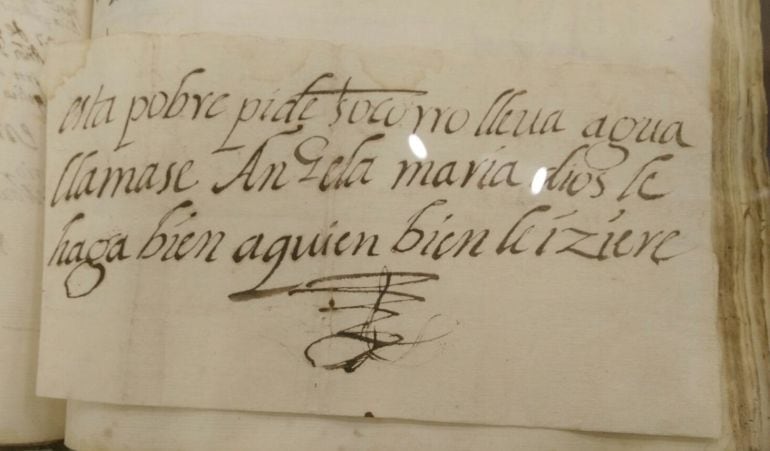 esta pobre pide socorro lleua agua
llamase Angela maria dios le
haga bien aquien bien le iziere